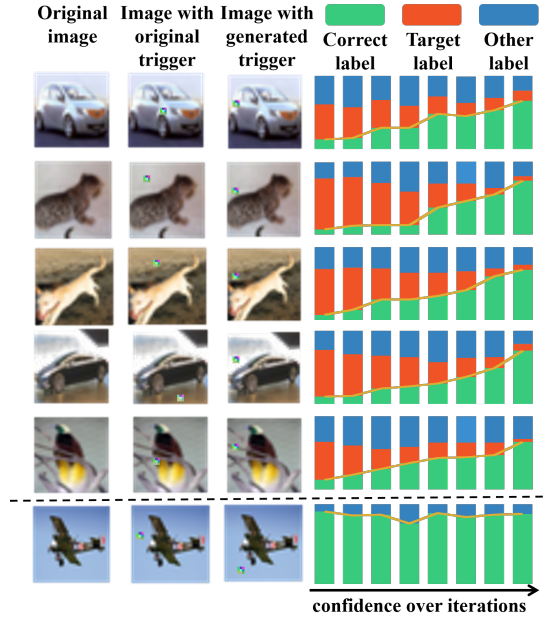 Original
image
Image with
original
trigger
Image with
generated
trigger
Correct
label
Target
label
Other
label
confidence over iterations